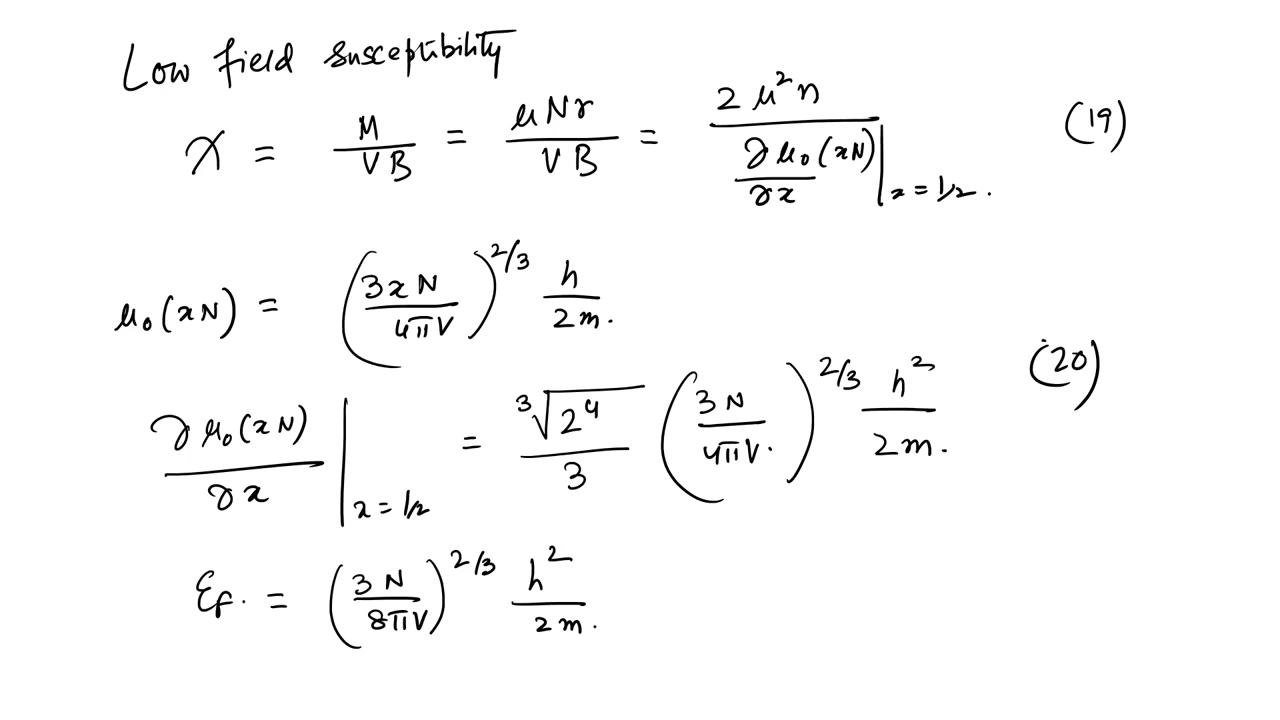 Low field susceptibility
χ = M / VB = μNr / VB = 2μ²n / (∂μ₀(xN)/∂x)|ₓ₌₁/₂ . (19)
μ₀(xN) = (3xN / 4πV)^2/3 h / 2m.
∂μ₀(xN)/∂x |ₓ₌₁/₂ = ∛2⁴ / 3 (3N / 4πV.)^2/3 h² / 2m. (20)
Ɛf. = (3N / 8πV)^2/3 h² / 2m.